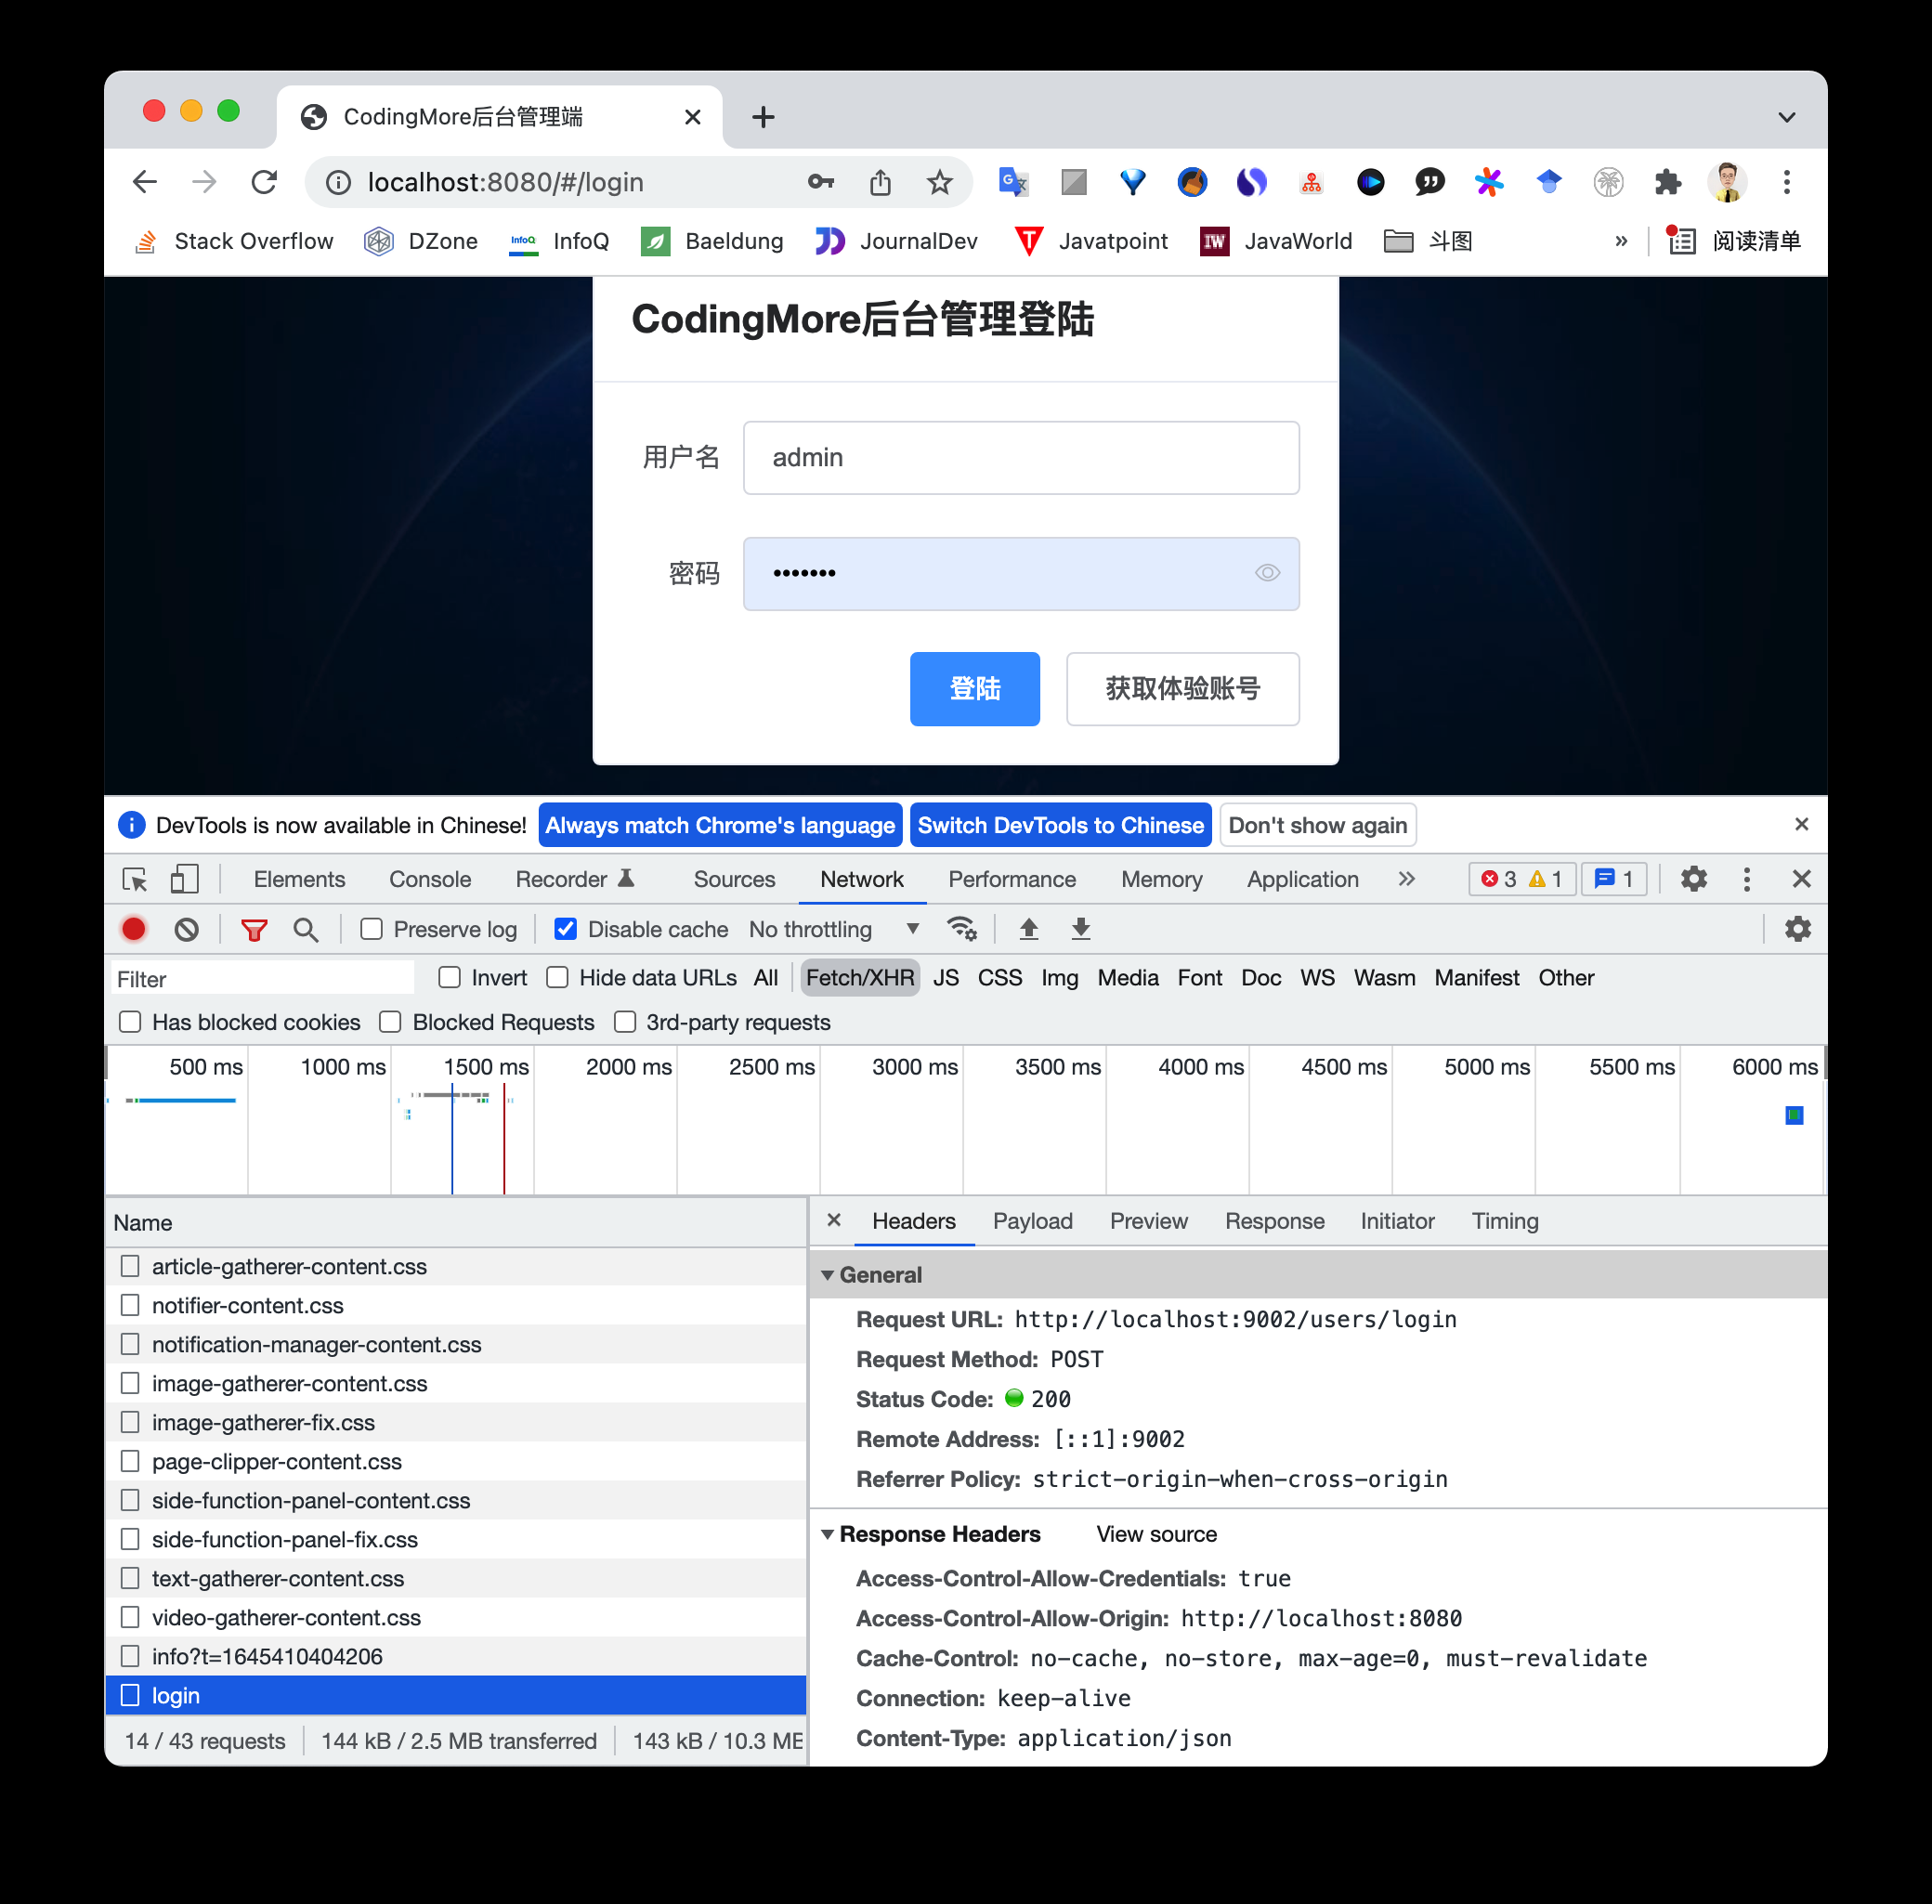 CodingMore后台管理端
localhost:8080/#/login
Stack Overflow DZone InfoQ InfoQ Baeldung JournalDev Javatpoint IW JavaWorld 斗图 » 阅读清单
CodingMore后台管理登陆
用户名 admin
密码 •••••••
登陆 获取体验账号
DevTools is now available in Chinese! Always match Chrome's language Switch DevTools to Chinese Don't show again
Elements Console Recorder Sources Network Performance Memory Application » 3 1 1
Preserve log Disable cache No throttling
Filter Invert Hide data URLs All Fetch/XHR JS CSS Img Media Font Doc WS Wasm Manifest Other
Has blocked cookies Blocked Requests 3rd-party requests
500 ms 1000 ms 1500 ms 2000 ms 2500 ms 3000 ms 3500 ms 4000 ms 4500 ms 5000 ms 5500 ms 6000 ms
Name
article-gatherer-content.css
notifier-content.css
notification-manager-content.css
image-gatherer-content.css
image-gatherer-fix.css
page-clipper-content.css
side-function-panel-content.css
side-function-panel-fix.css
text-gatherer-content.css
video-gatherer-content.css
info?t=1645410404206
login
14 / 43 requests 144 kB / 2.5 MB transferred 143 kB / 10.3 ME
Headers Payload Preview Response Initiator Timing
General
Request URL: http://localhost:9002/users/login
Request Method: POST
Status Code: 200
Remote Address: [::1]:9002
Referrer Policy: strict-origin-when-cross-origin
Response Headers View source
Access-Control-Allow-Credentials: true
Access-Control-Allow-Origin: http://localhost:8080
Cache-Control: no-cache, no-store, max-age=0, must-revalidate
Connection: keep-alive
Content-Type: application/json